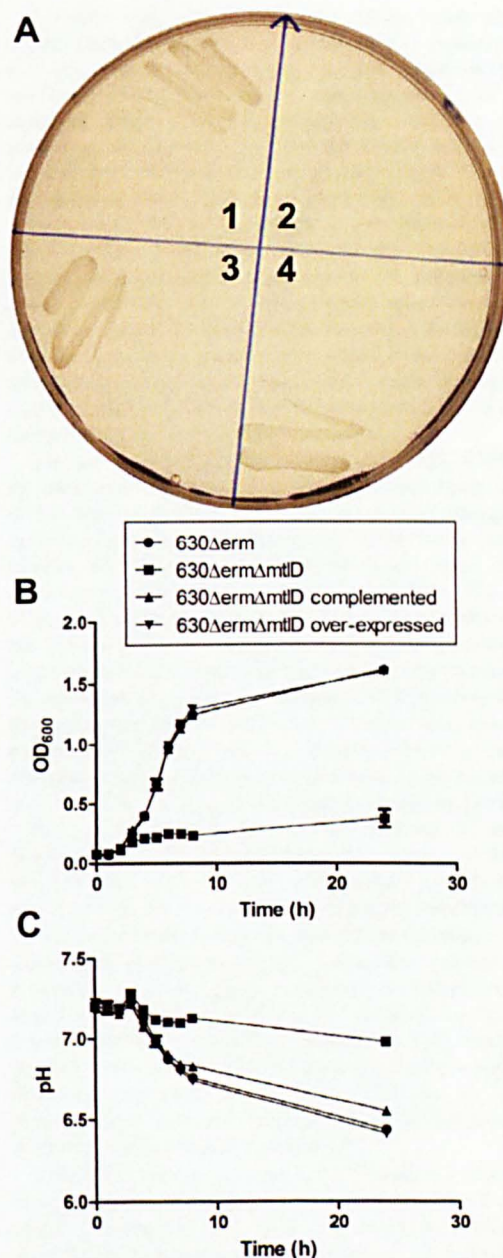 A
1 2
3 4
630Δerm
630ΔermΔmtlD
630ΔermΔmtlD complemented
630ΔermΔmtlD over-expressed
B
2.0
1.5
1.0
0.5
0.0
OD600
0 10 20 30
Time (h)
C
7.5
7.0
6.5
6.0
pH
0 10 20 30
Time (h)